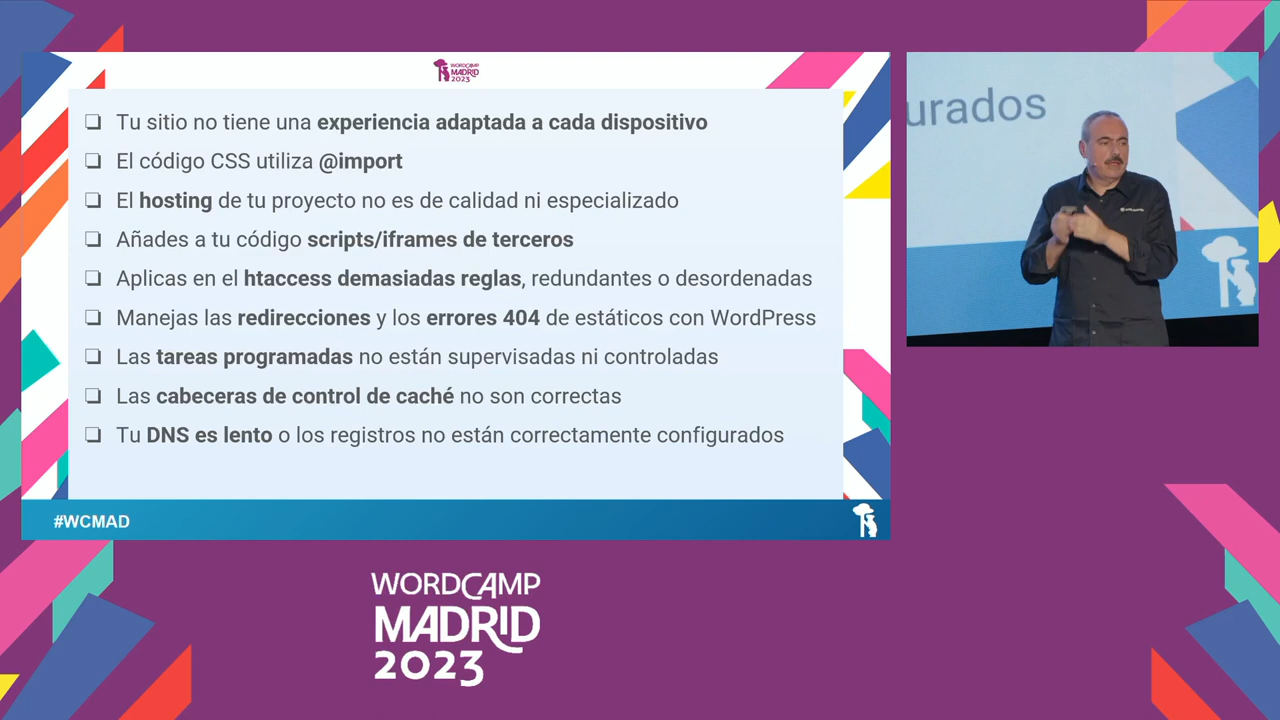 WORDCAMP
MADRID
2023
❏ Tu sitio no tiene una experiencia adaptada a cada dispositivo
❏ El código CSS utiliza @import
❏ El hosting de tu proyecto no es de calidad ni especializado
❏ Añades a tu código scripts/iframes de terceros
❏ Aplicas en el htaccess demasiadas reglas, redundantes o desordenadas
❏ Manejas las redirecciones y los errores 404 de estáticos con WordPress
❏ Las tareas programadas no están supervisadas ni controladas
❏ Las cabeceras de control de caché no son correctas
❏ Tu DNS es lento o los registros no están correctamente configurados
#WCMAD
urados
WORDCAMP
MADRID
2023